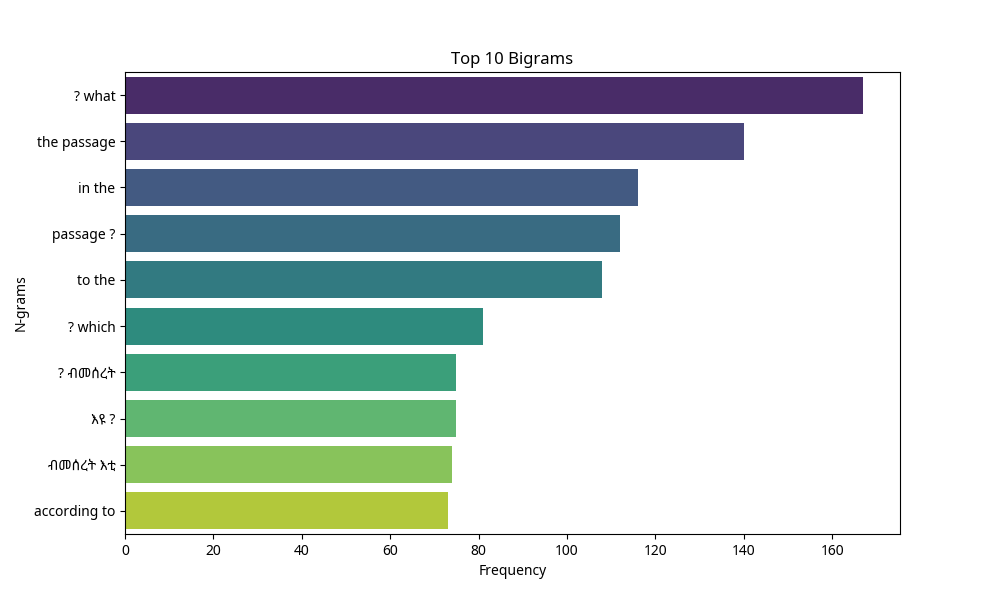 Top 10 Bigrams
? what
the passage
in the
passage ?
to the
? which
? ብመሰረት
እዩ ?
ብመሰረት እቲ
according to
N-grams
0 20 40 60 80 100 120 140 160
Frequency